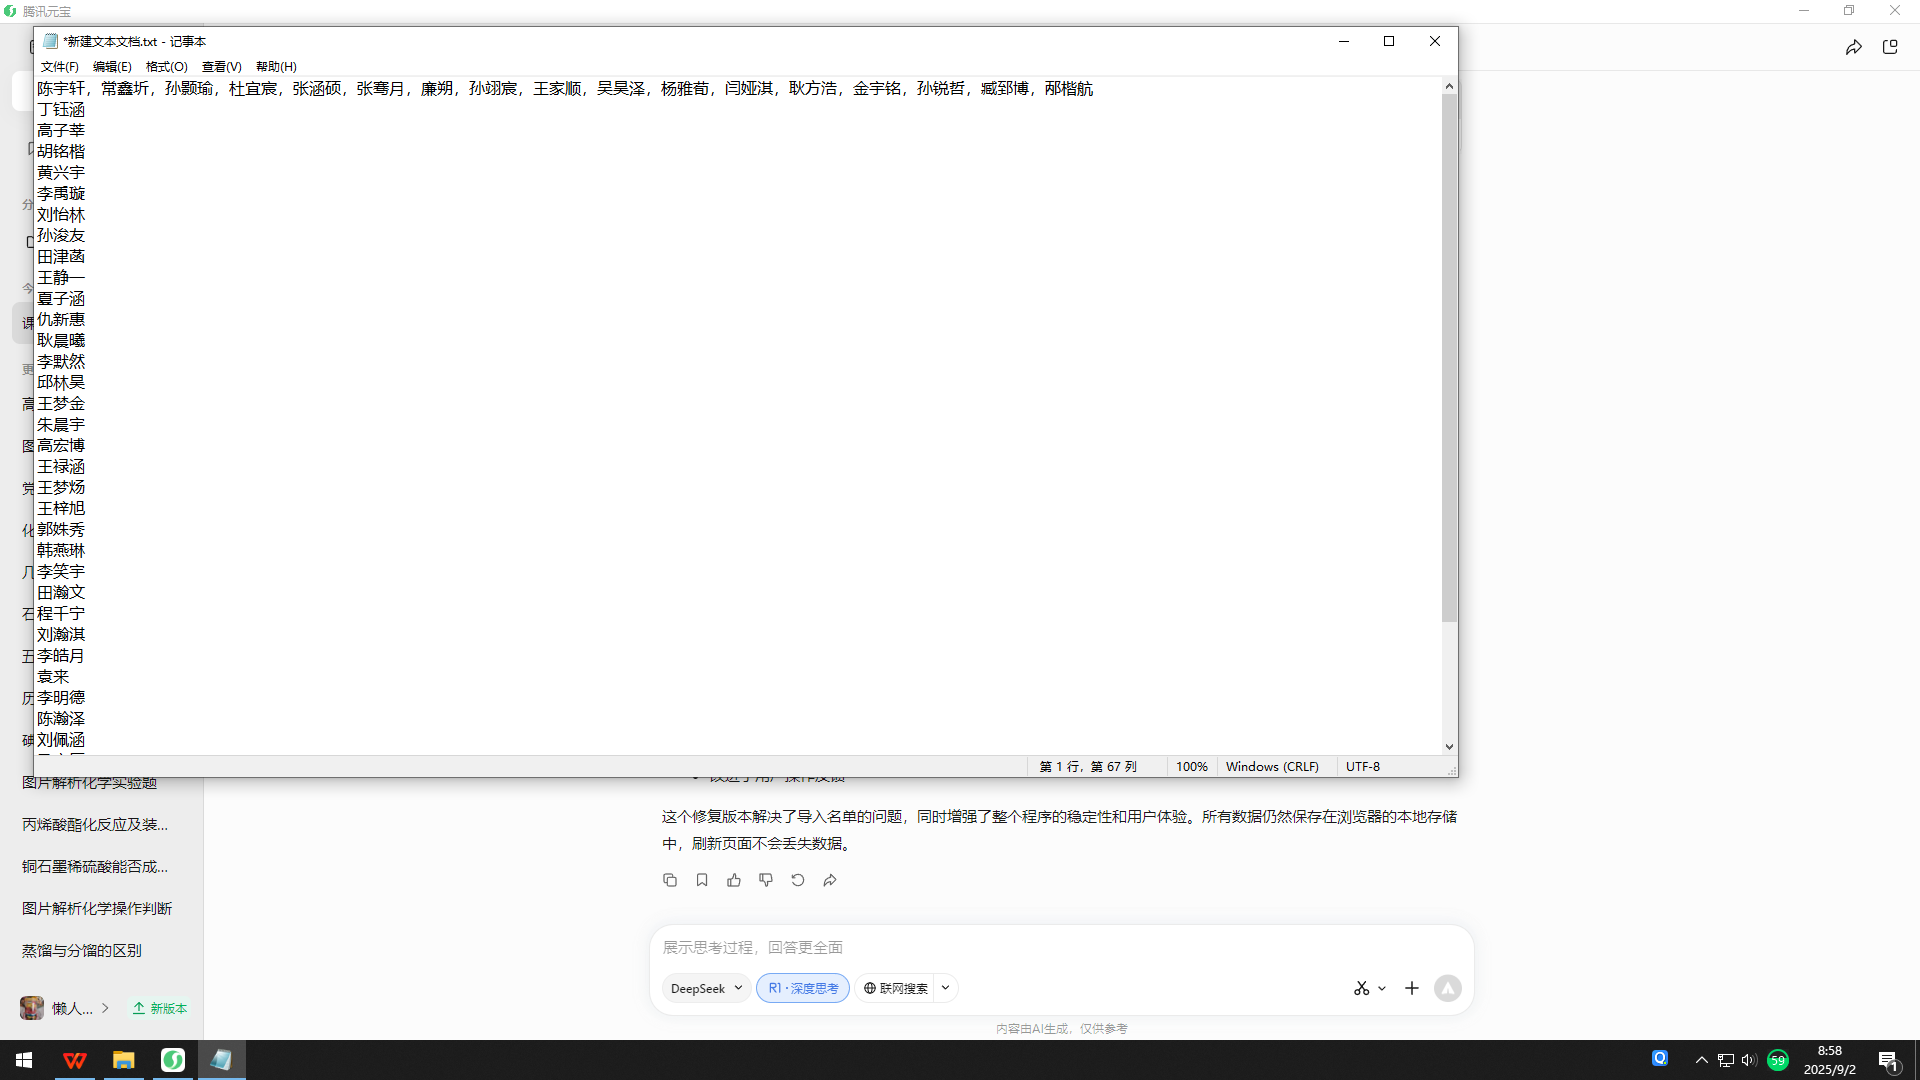 腾讯元宝
*新建文本文档.txt - 记事本
文件(F) 编辑(E) 格式(O) 查看(V) 帮助(H)
陈宇轩，常鑫圻，孙颢瑜，杜宜宸，张涵硕，张骞月，廉朔，孙翊宸，王家顺，吴昊泽，杨雅萄，闫娅淇，耿方浩，金宇铭，孙锐哲，臧郅博，邴楷航
丁钰涵
高子莘
胡铭楷
黄兴宇
李禹璇
刘怡林
孙浚友
田津菡
王静一
夏子涵
仇新惠
耿晨曦
李默然
邱林昊
王梦金
朱晨宇
高宏博
王禄涵
王梦炀
王梓旭
郭姝秀
韩燕琳
李笑宇
田瀚文
程千宁
刘瀚淇
李皓月
袁来
李明德
陈瀚泽
刘佩涵
第 1 行，第 67 列 100% Windows (CRLF) UTF-8
分
今
课
更
高
图
党
化
几
石
五
历
碘
图片解析化学实验题
丙烯酸酯化反应及装...
铜石墨稀硫酸能否成...
图片解析化学操作判断
蒸馏与分馏的区别
懒人... 新版本
这个修复版本解决了导入名单的问题，同时增强了整个程序的稳定性和用户体验。所有数据仍然保存在浏览器的本地存储
中，刷新页面不会丢失数据。
展示思考过程，回答更全面
DeepSeek R1 · 深度思考 联网搜索
内容由AI生成，仅供参考
59
8:58
2025/9/2
1